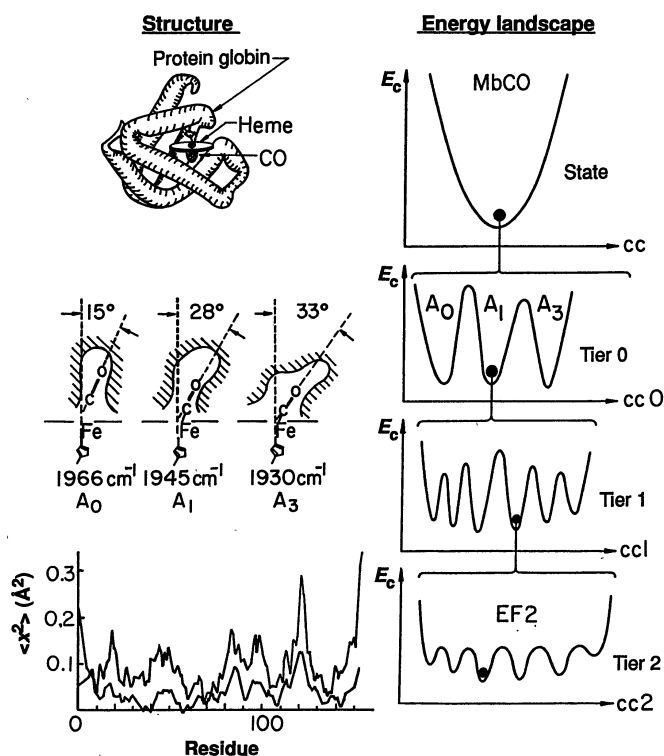 Structure
Energy landscape
Protein globin
Heme
CO
E_c
MbCO
State
cc
15° 28° 33°
C O C O C O
Fe Fe Fe
1966 cm⁻¹ 1945 cm⁻¹ 1930 cm⁻¹
A₀ A₁ A₃
E_c
A₀ A₁ A₃
Tier 0
cc 0
E_c
Tier 1
cc1
E_c
EF2
Tier 2
cc2
<x²> (Å²)
0.3
0.2
0.1
0 100
Residue